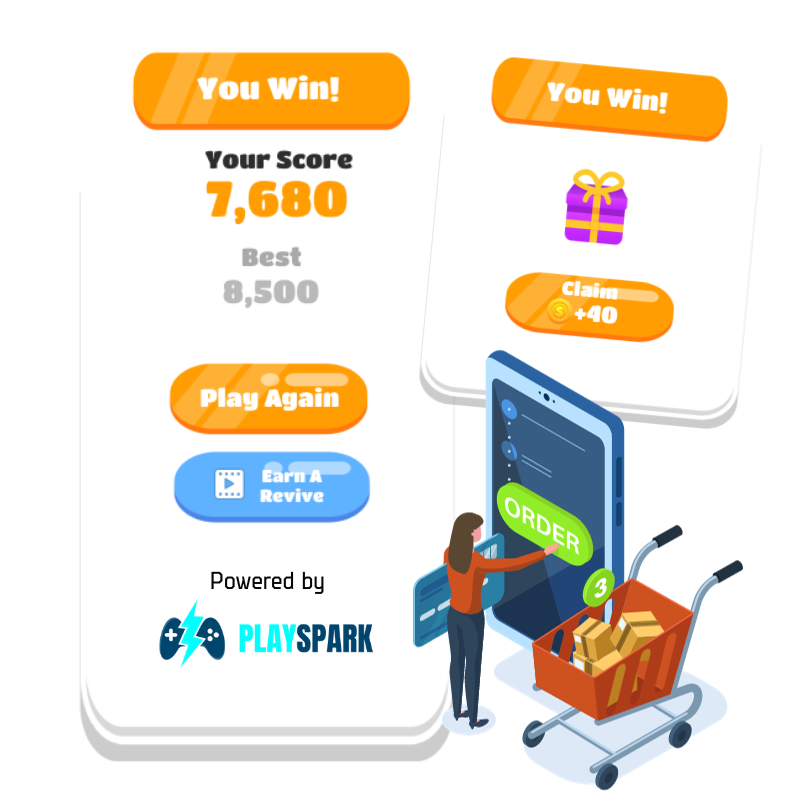 You Win!
Your Score
7,680
Best
8,500
Play Again
Earn A
Revive
Powered by
PLAYSPARK
You Win!
Claim
$ +40
ORDER
3